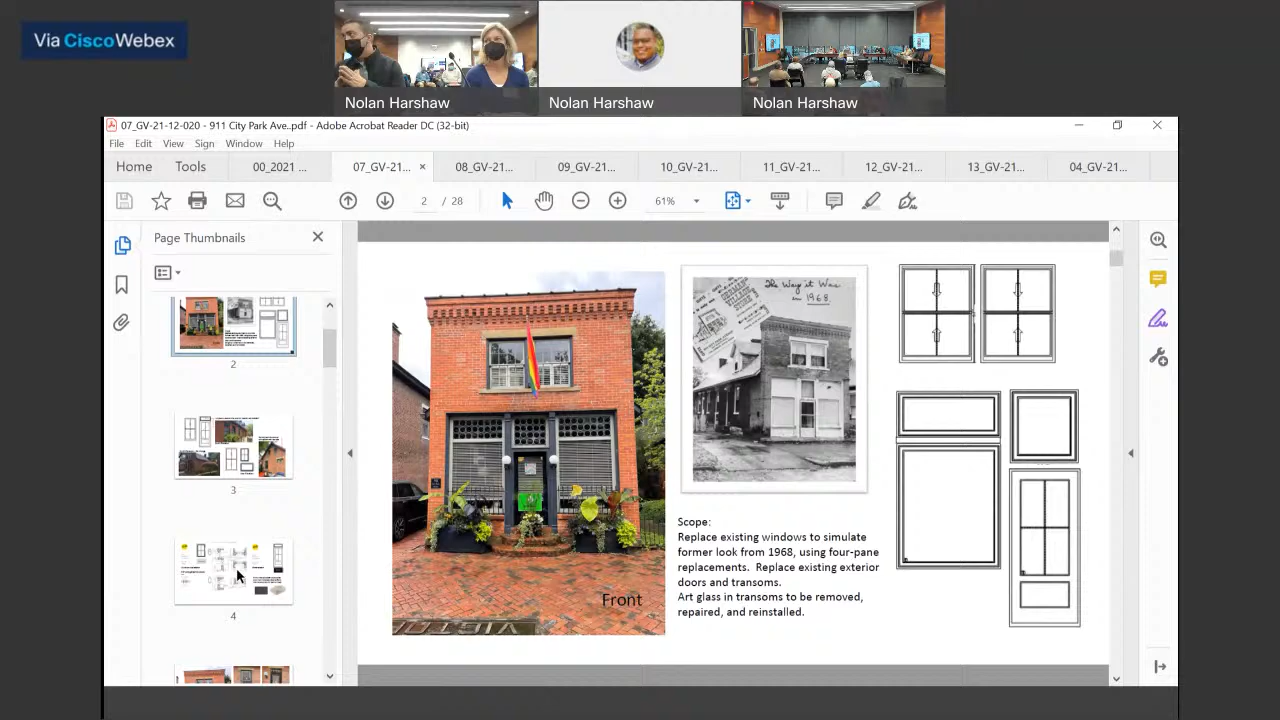 Via CiscoWebex
Nolan Harshaw
Nolan Harshaw
Nolan Harshaw
07_GV-21-12-020 - 911 City Park Ave..pdf - Adobe Acrobat Reader DC (32-bit)
File Edit View Sign Window Help
Home Tools 00_2021 ... 07_GV-21... × 08_GV-21... 09_GV-21... 10_GV-21... 11_GV-21... 12_GV-21... 13_GV-21... 04_GV-21...
2 / 28 61%
Page Thumbnails
2
3
4
The Way it Was
in 1968.
Scope:
Replace existing windows to simulate
former look from 1968, using four-pane
replacements. Replace existing exterior
doors and transoms.
Art glass in transoms to be removed,
repaired, and reinstalled.
Front